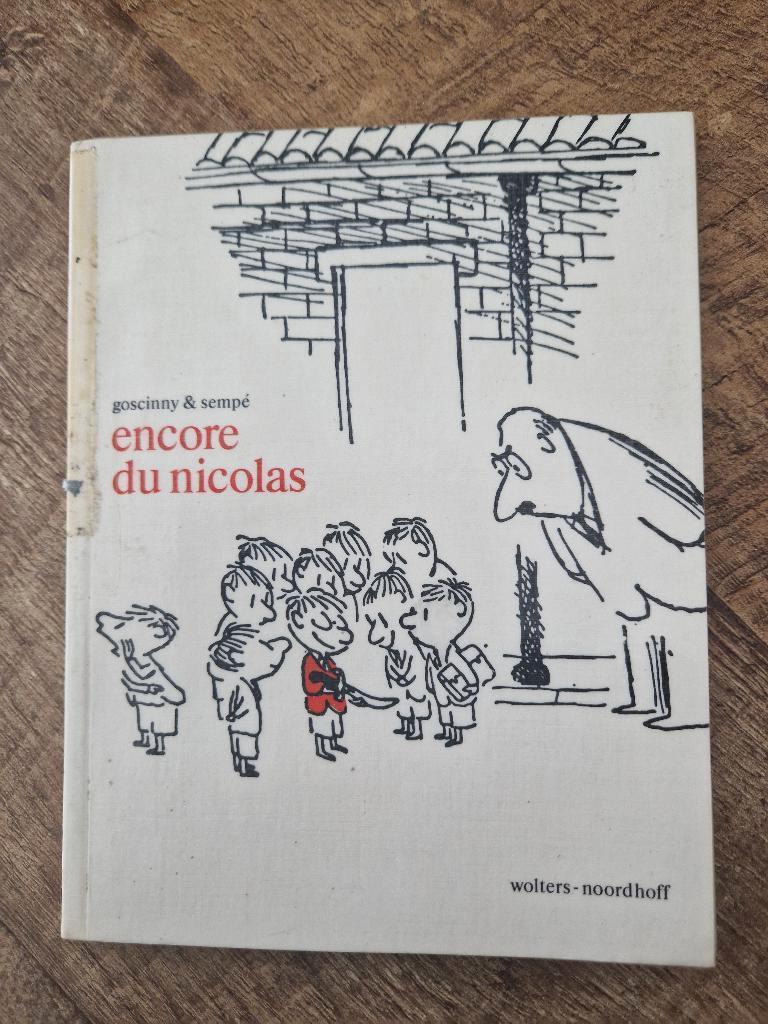 goscinny & sempé
encore
du nicolas
wolters-noordhoff